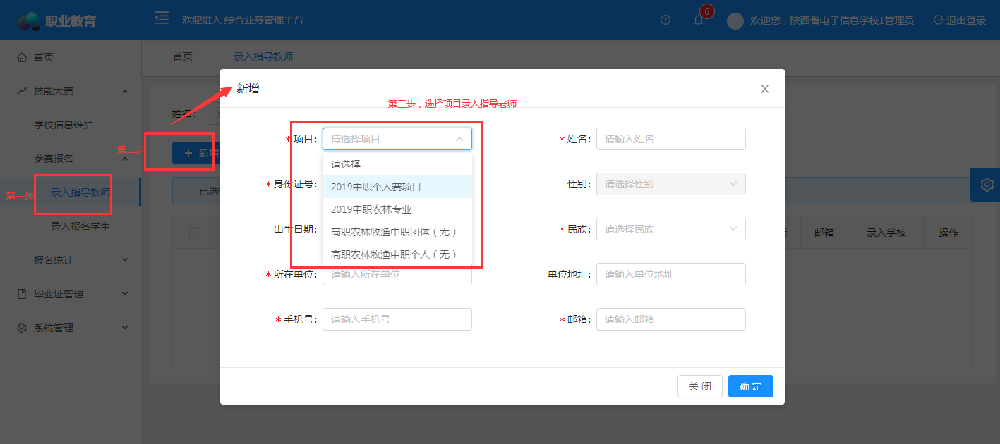 职业教育
欢迎进入 综合业务管理平台
6
欢迎您，陕西省电子信息学校1管理员
退出登录
首页
技能大赛
学校信息维护
参赛报名
第一步
录入指导教师
录入报名学生
报名统计
毕业证管理
系统管理
首页
录入指导教师
姓名:
第二步
+ 新增
已选
邮箱
录入学校
操作
新增
X
第三步，选择项目录入指导老师
*项目: 请选择项目
请选择
2019中职个人赛项目
2019中职农林专业
高职农林牧渔中职团体（无）
高职农林牧渔中职个人（无）
*姓名: 请输入姓名
*身份证号:
性别: 请选择性别
出生日期:
*民族: 请选择民族
*所在单位: 请输入所在单位
单位地址: 请输入单位地址
*手机号: 请输入手机号
*邮箱: 请输入邮箱
关 闭
确 定